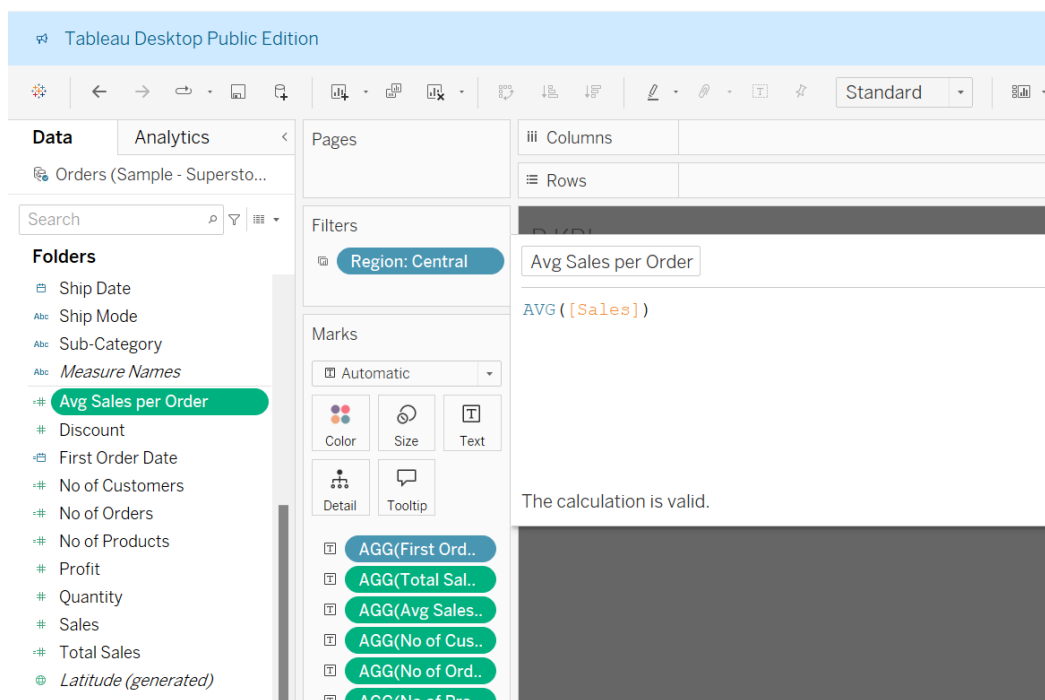 Tableau Desktop Public Edition
Standard
Data
Analytics
Orders (Sample - Supersto...
Search
Folders
Ship Date
Abc Ship Mode
Abc Sub-Category
Abc Measure Names
Avg Sales per Order
Discount
First Order Date
No of Customers
No of Orders
No of Products
Profit
Quantity
Sales
Total Sales
Latitude (generated)
Pages
Filters
Region: Central
Marks
Automatic
Color
Size
Text
Detail
Tooltip
AGG(First Ord..
AGG(Total Sal..
AGG(Avg Sales..
AGG(No of Cus..
AGG(No of Ord..
Columns
Rows
Avg Sales per Order
AVG([Sales])
The calculation is valid.